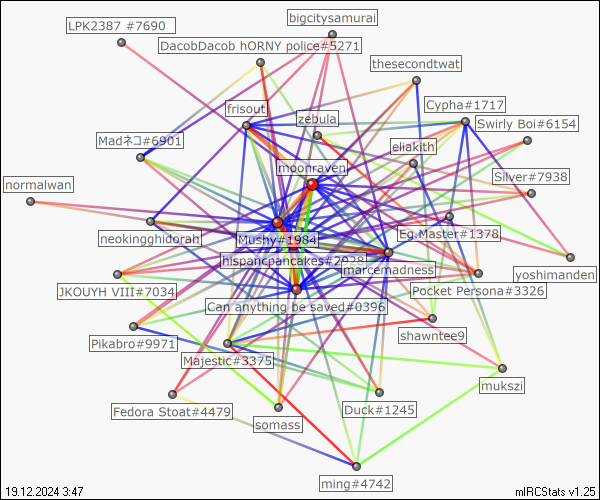 bigcitysamurai
LPK2387 #7690
DacobDacob hORNY police#5271
thesecondtwat
frisout
zebula
Cypha#1717
Swirly Boi#6154
Madネコ#6901
eliakith
moonraven
normalwan
Silver#7938
neokingghidorah
Mushy#1984
Eg.Master#1378
hispancpancakes#2028
marcemadness
yoshimanden
JKOUYH VIII#7034
Pocket Persona#3326
Can anything be saved#0396
Pikabro#9971
shawntee9
Majestic#3375
mukszi
Fedora Stoat#4479
Duck#1245
somass
ming#4742
19.12.2024 3:47
mIRCStats v1.25